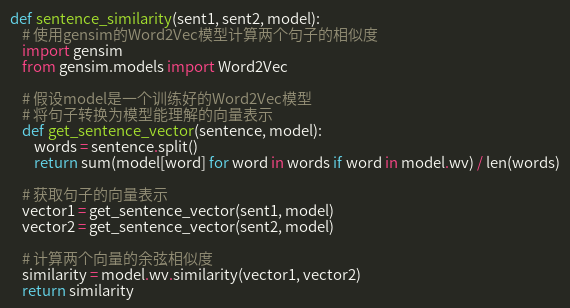 def sentence_similarity(sent1, sent2, model):
# 使用gensim的Word2Vec模型计算两个句子的相似度
import gensim
from gensim.models import Word2Vec
# 假设model是一个训练好的Word2Vec模型
# 将句子转换为模型能理解的向量表示
def get_sentence_vector(sentence, model):
words = sentence.split()
return sum(model[word] for word in words if word in model.wv) / len(words)
# 获取句子的向量表示
vector1 = get_sentence_vector(sent1, model)
vector2 = get_sentence_vector(sent2, model)
# 计算两个向量的余弦相似度
similarity = model.wv.similarity(vector1, vector2)
return similarity